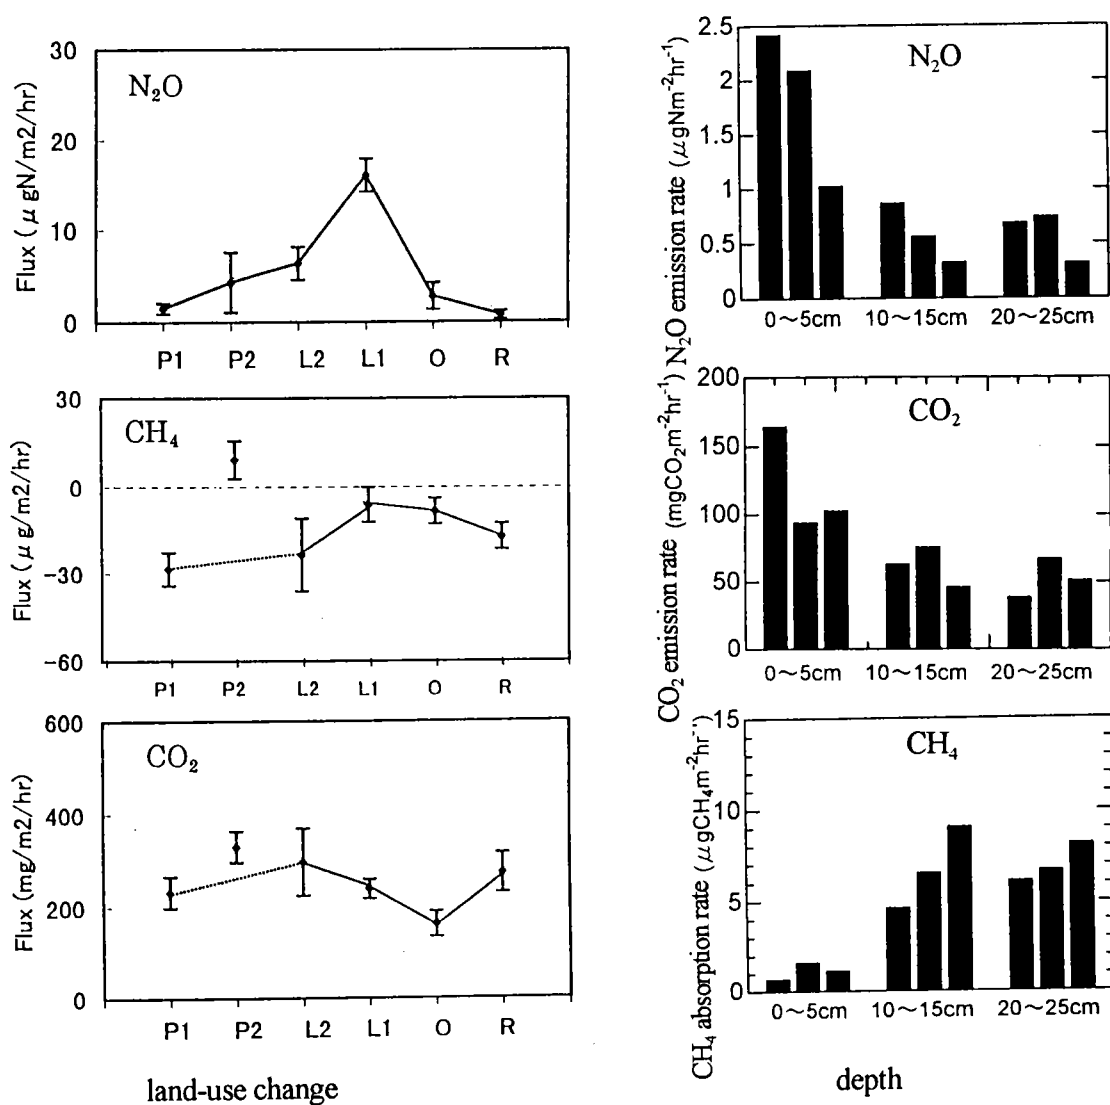 30
20
10
0
Flux ( μ gN/m2/hr)
N₂O
P1 P2 L2 L1 O R
30
0
-30
-60
Flux ( μ g/m2/hr)
CH₄
P1 P2 L2 L1 O R
600
400
200
0
Flux (mg/m2/hr)
CO₂
P1 P2 L2 L1 O R
land-use change
2.5
2
1.5
1
0.5
0
N₂O emission rate (μgNm⁻²hr⁻¹)
N₂O
0～5cm 10～15cm 20～25cm
200
150
100
50
0
CO₂ emission rate (mgCO₂m⁻²hr⁻¹)
CO₂
0～5cm 10～15cm 20～25cm
15
10
5
0
CH₄ absorption rate (μgCH₄m⁻²hr⁻¹)
CH₄
0～5cm 10～15cm 20～25cm
depth